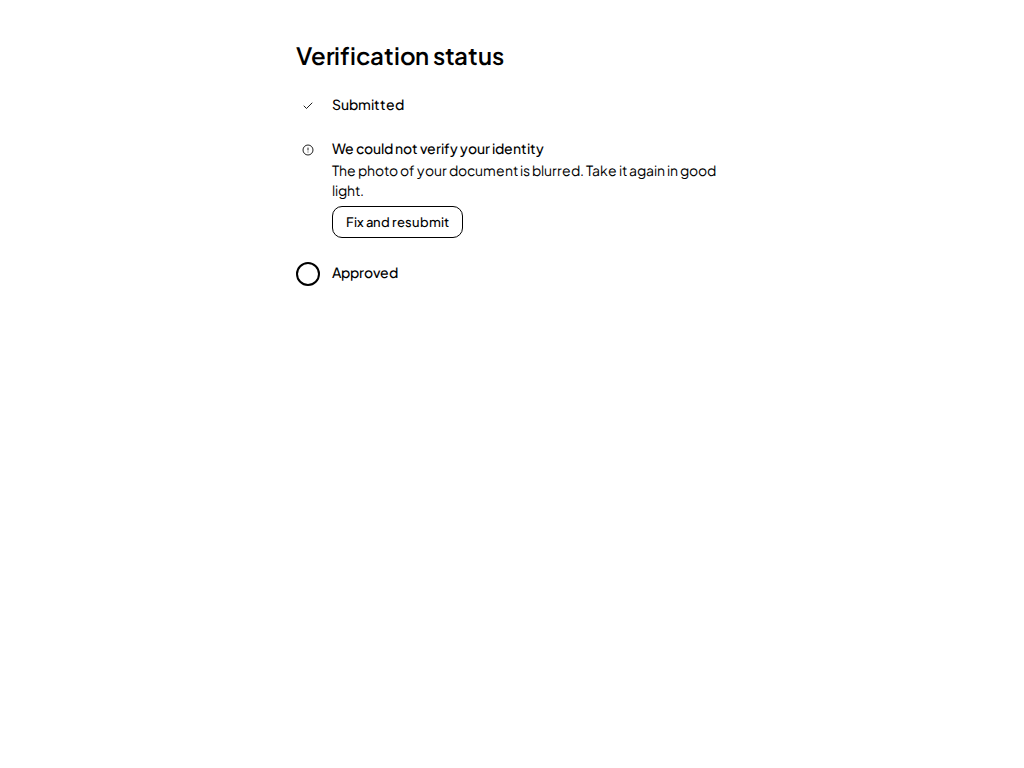 Verification status
Submitted
We could not verify your identity
The photo of your document is blurred. Take it again in good
light.
Fix and resubmit
Approved